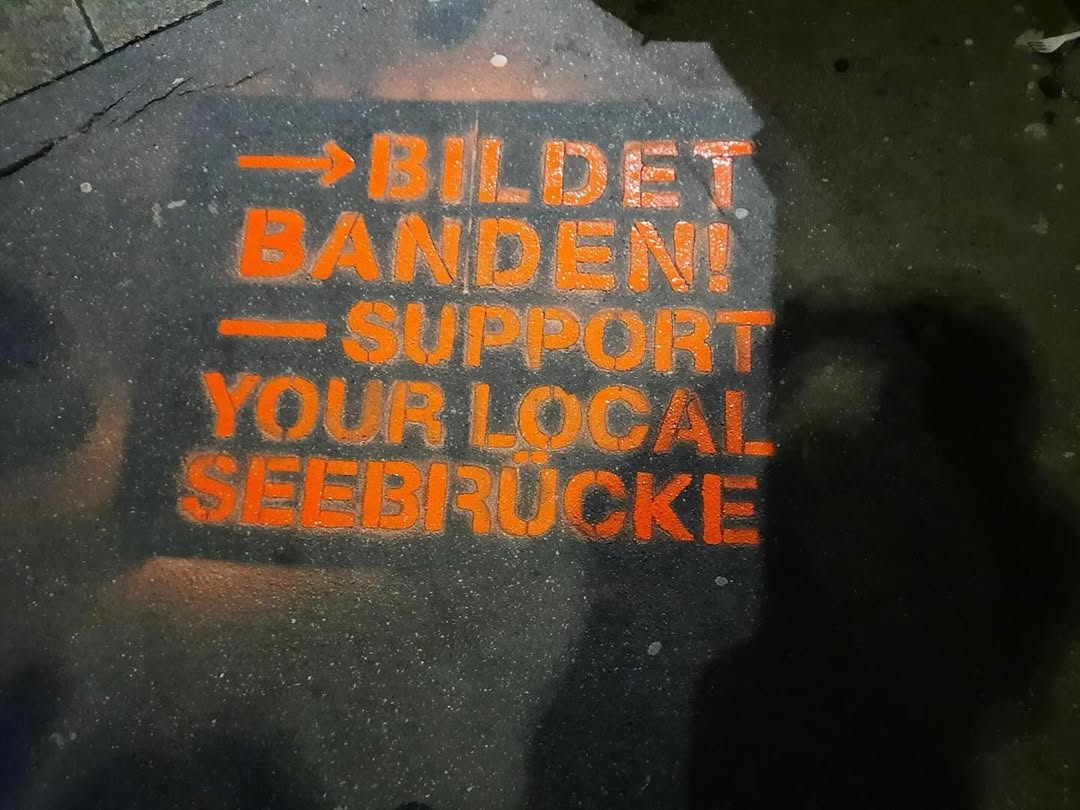 → BILDET
BANDEN!
— SUPPORT
YOUR LOCAL
SEEBRÜCKE